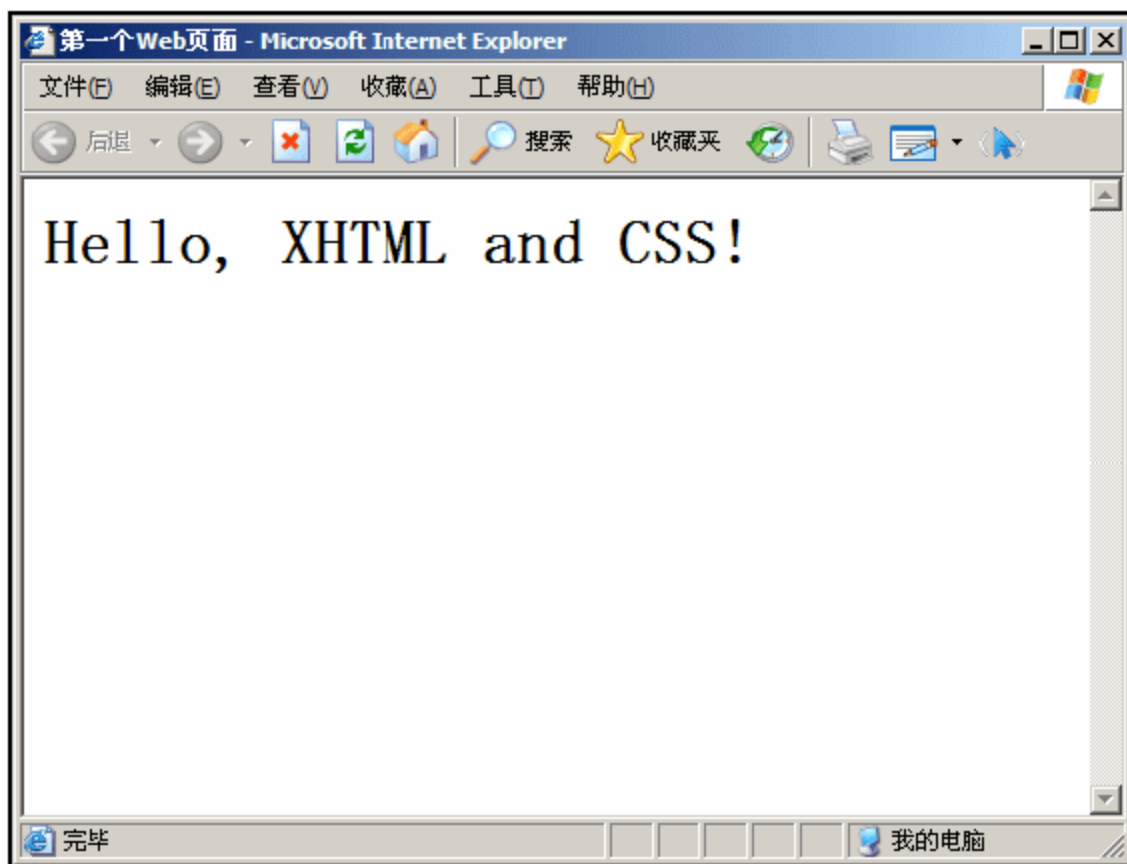 第一个Web页面 - Microsoft Internet Explorer
文件(F) 编辑(E) 查看(V) 收藏(A) 工具(T) 帮助(H)
后退 搜索 收藏夹
Hello, XHTML and CSS!
完毕 我的电脑